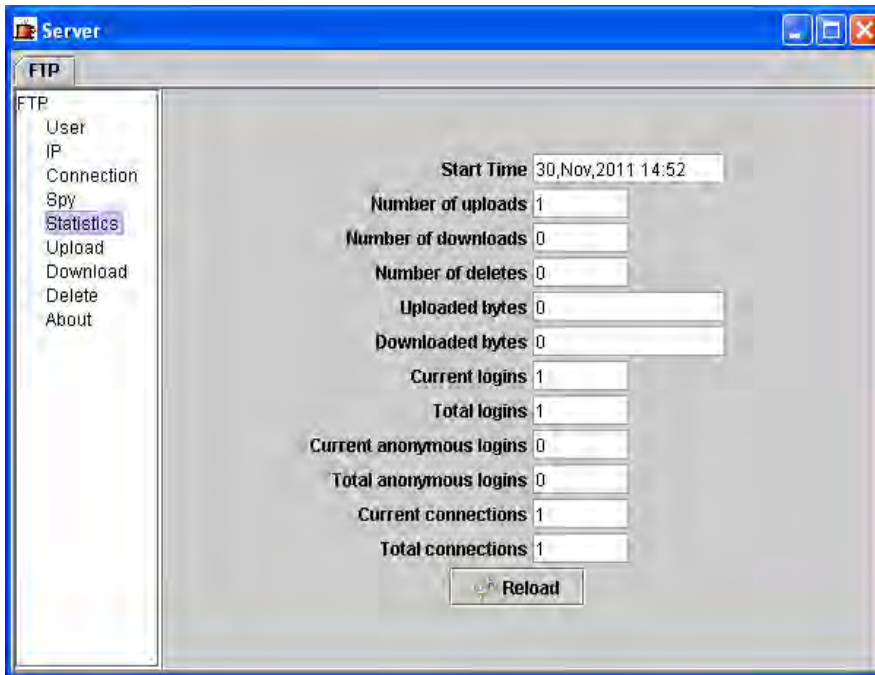 Server
FTP
FTP
User
IP
Connection
Spy
Statistics
Upload
Download
Delete
About
Start Time 30,Nov,2011 14:52
Number of uploads 1
Number of downloads 0
Number of deletes 0
Uploaded bytes 0
Downloaded bytes 0
Current logins 1
Total logins 1
Current anonymous logins 0
Total anonymous logins 0
Current connections 1
Total connections 1
Reload